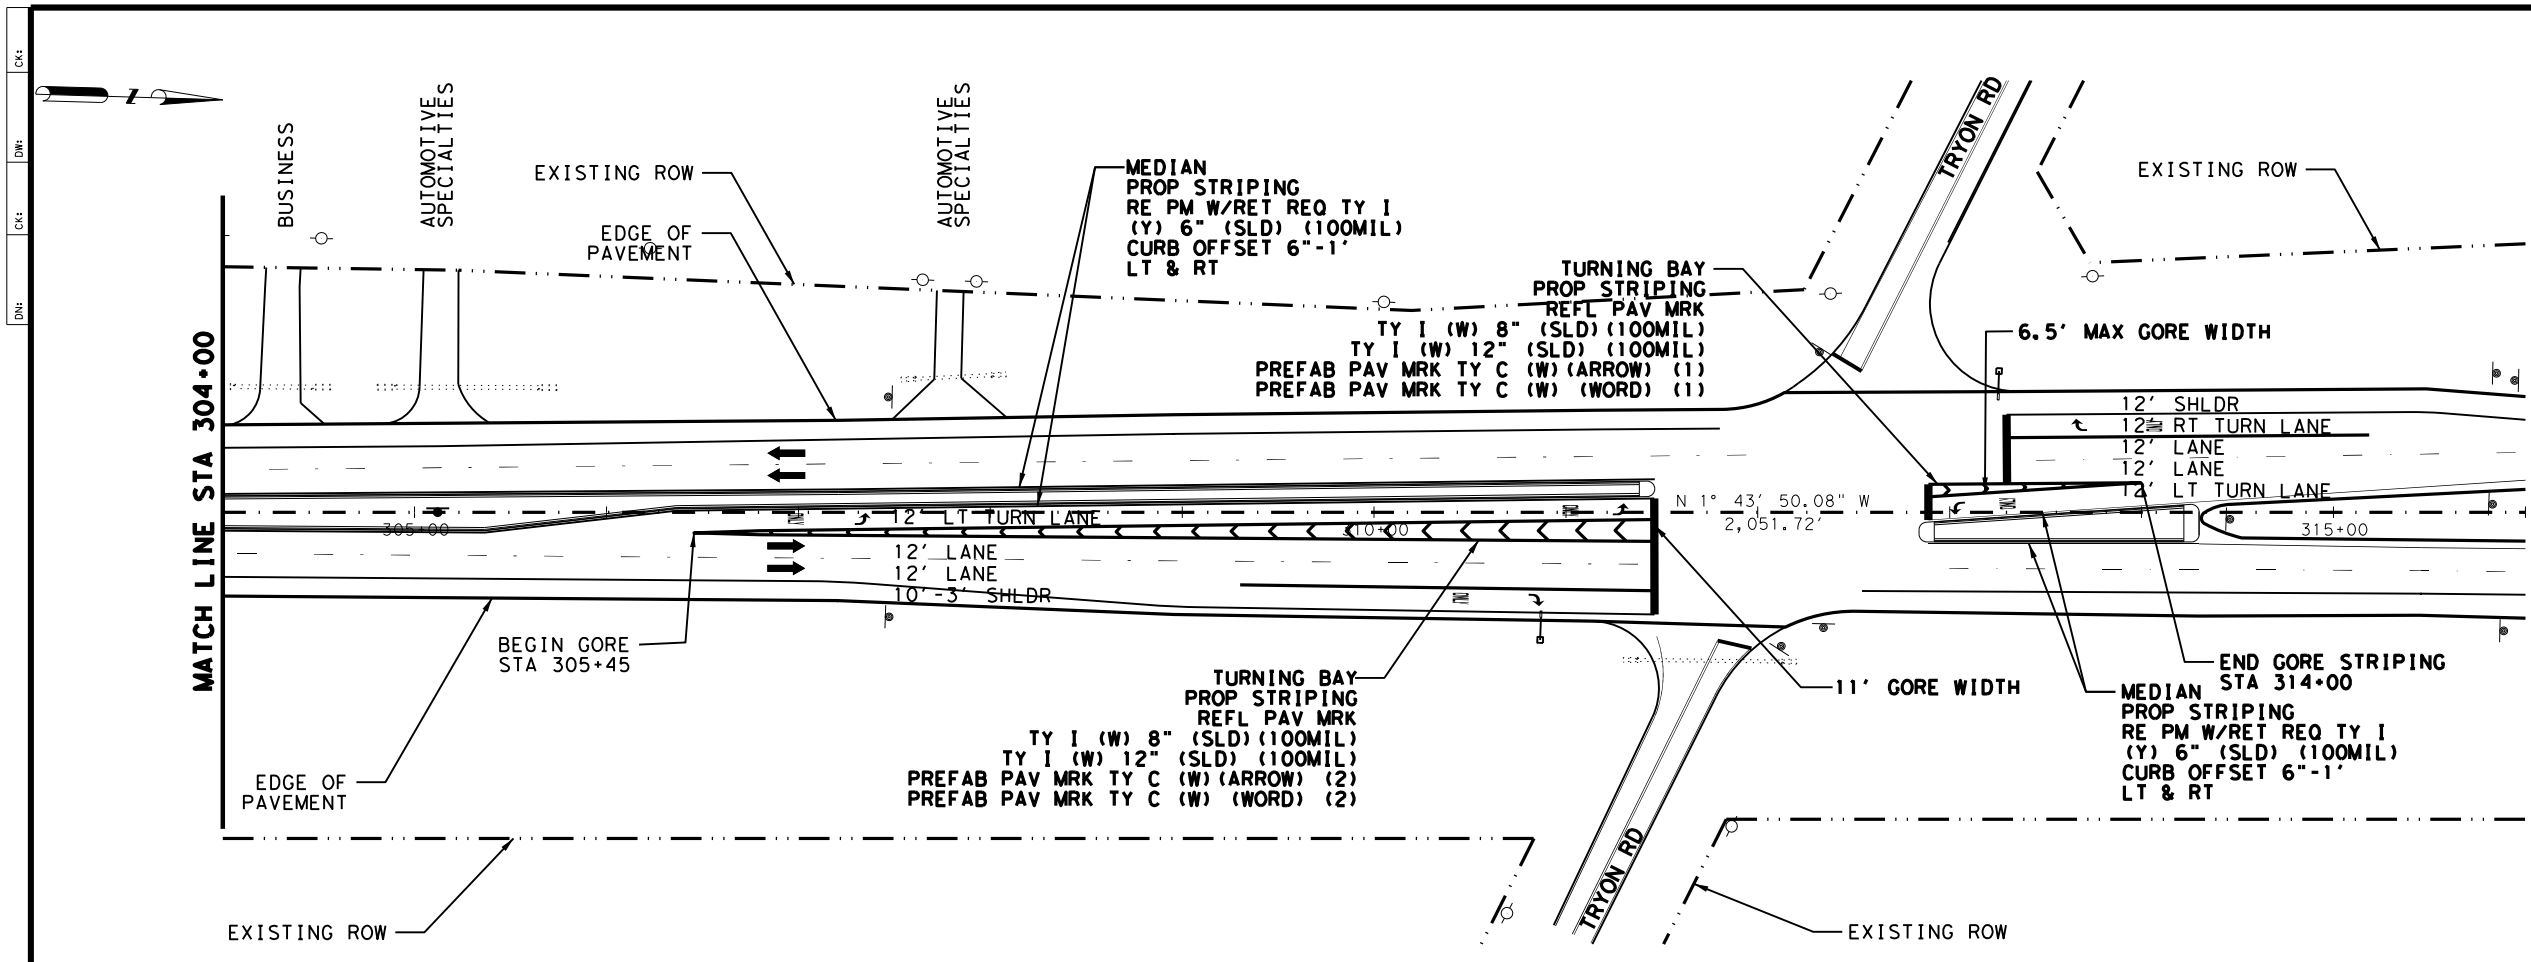 CK:
DW:
CK:
DN:
BUSINESS
AUTOMOTIVE
SPECIALTIES
AUTOMOTIVE
SPECIALTIES
EXISTING ROW
EDGE OF
PAVEMENT
MEDIAN
PROP STRIPING
RE PM W/RET REQ TY I
(Y) 6" (SLD) (100MIL)
CURB OFFSET 6"-1'
LT & RT
TRYON RD
EXISTING ROW
TURNING BAY
PROP STRIPING
REFL PAV MRK
TY I (W) 8" (SLD)(100MIL)
TY I (W) 12" (SLD) (100MIL)
PREFAB PAV MRK TY C (W)(ARROW) (1)
PREFAB PAV MRK TY C (W) (WORD) (1)
6.5' MAX GORE WIDTH
MATCH LINE STA 304+00
12' SHLDR
12' RT TURN LANE
12' LANE
12' LANE
12' LT TURN LANE
N 1° 43' 50.08" W
2,051.72'
305+00
12' LT TURN LANE
310+00
315+00
12' LANE
12' LANE
10'-3' SHLDR
BEGIN GORE
STA 305+45
TURNING BAY
PROP STRIPING
REFL PAV MRK
TY I (W) 8" (SLD)(100MIL)
TY I (W) 12" (SLD) (100MIL)
PREFAB PAV MRK TY C (W)(ARROW) (2)
PREFAB PAV MRK TY C (W) (WORD) (2)
11' GORE WIDTH
END GORE STRIPING
STA 314+00
MEDIAN
PROP STRIPING
RE PM W/RET REQ TY I
(Y) 6" (SLD) (100MIL)
CURB OFFSET 6"-1'
LT & RT
EDGE OF
PAVEMENT
TRYON RD
EXISTING ROW
EXISTING ROW